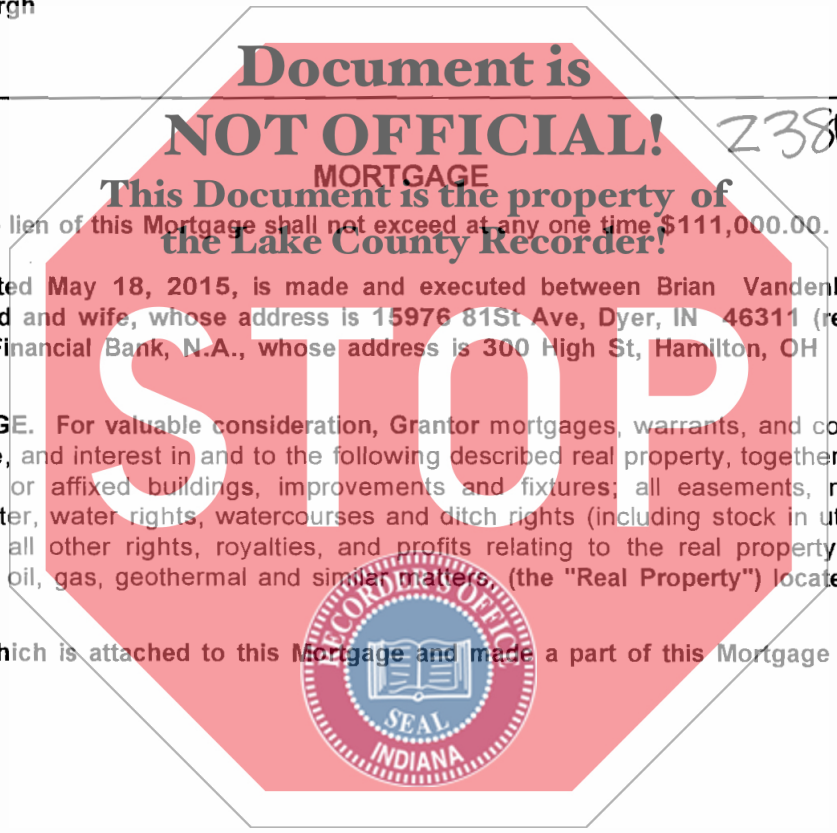 rgh
Document is
NOT OFFICIAL!
238
MORTGAGE
This Document is the property of
lien of this Mortgage shall not exceed at any one time $111,000.00.
the Lake County Recorder!
ted May 18, 2015, is made and executed between Brian Vandenb
d and wife, whose address is 15976 81St Ave, Dyer, IN 46311 (re
Financial Bank, N.A., whose address is 300 High St, Hamilton, OH
STOP
GE. For valuable consideration, Grantor mortgages, warrants, and co
e, and interest in and to the following described real property, together
or affixed buildings, improvements and fixtures; all easements, r
ter, water rights, watercourses and ditch rights (including stock in ut
all other rights, royalties, and profits relating to the real property
oil, gas, geothermal and similar matters, (the "Real Property") locate
RECORDER'S OFFICE
hich is attached to this Mortgage and made a part of this Mortgage
SEAL
INDIANA